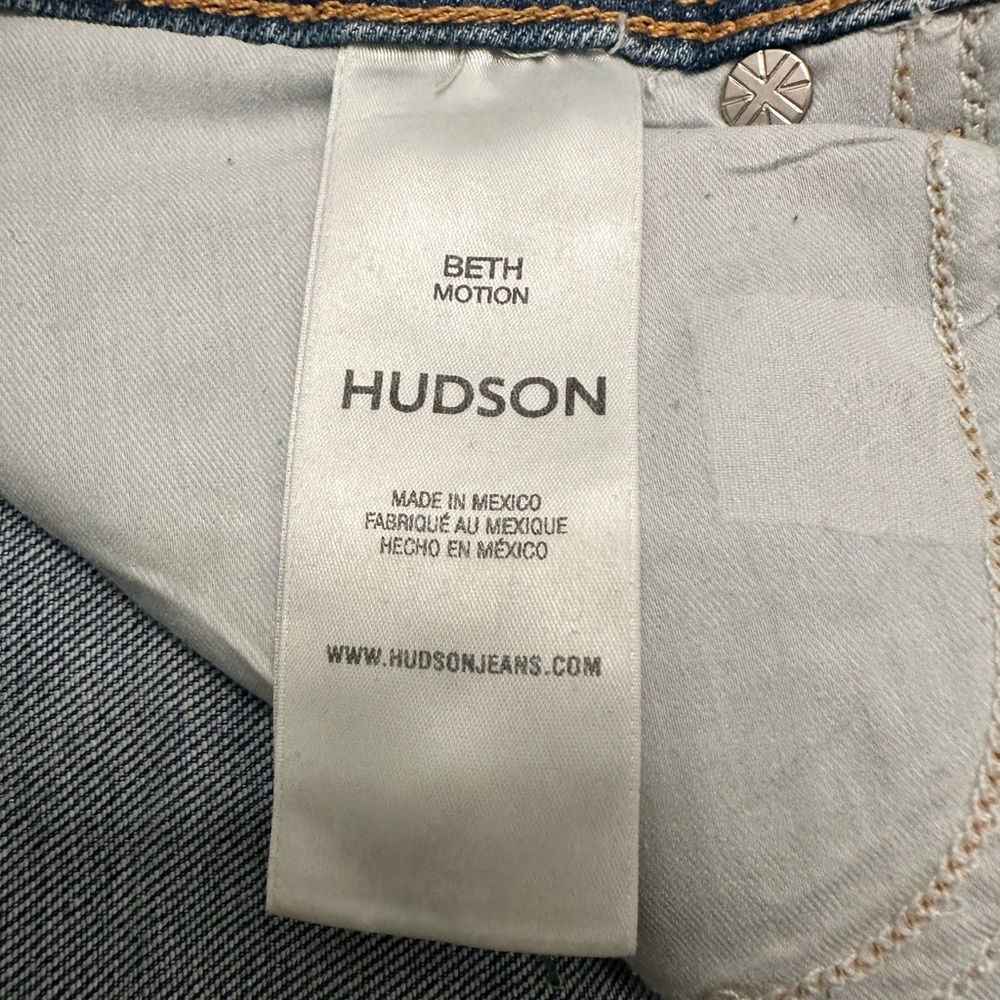 BETH
MOTION
HUDSON
MADE IN MEXICO
FABRIQUÉ AU MEXIQUE
HECHO EN MÉXICO
WWW.HUDSONJEANS.COM